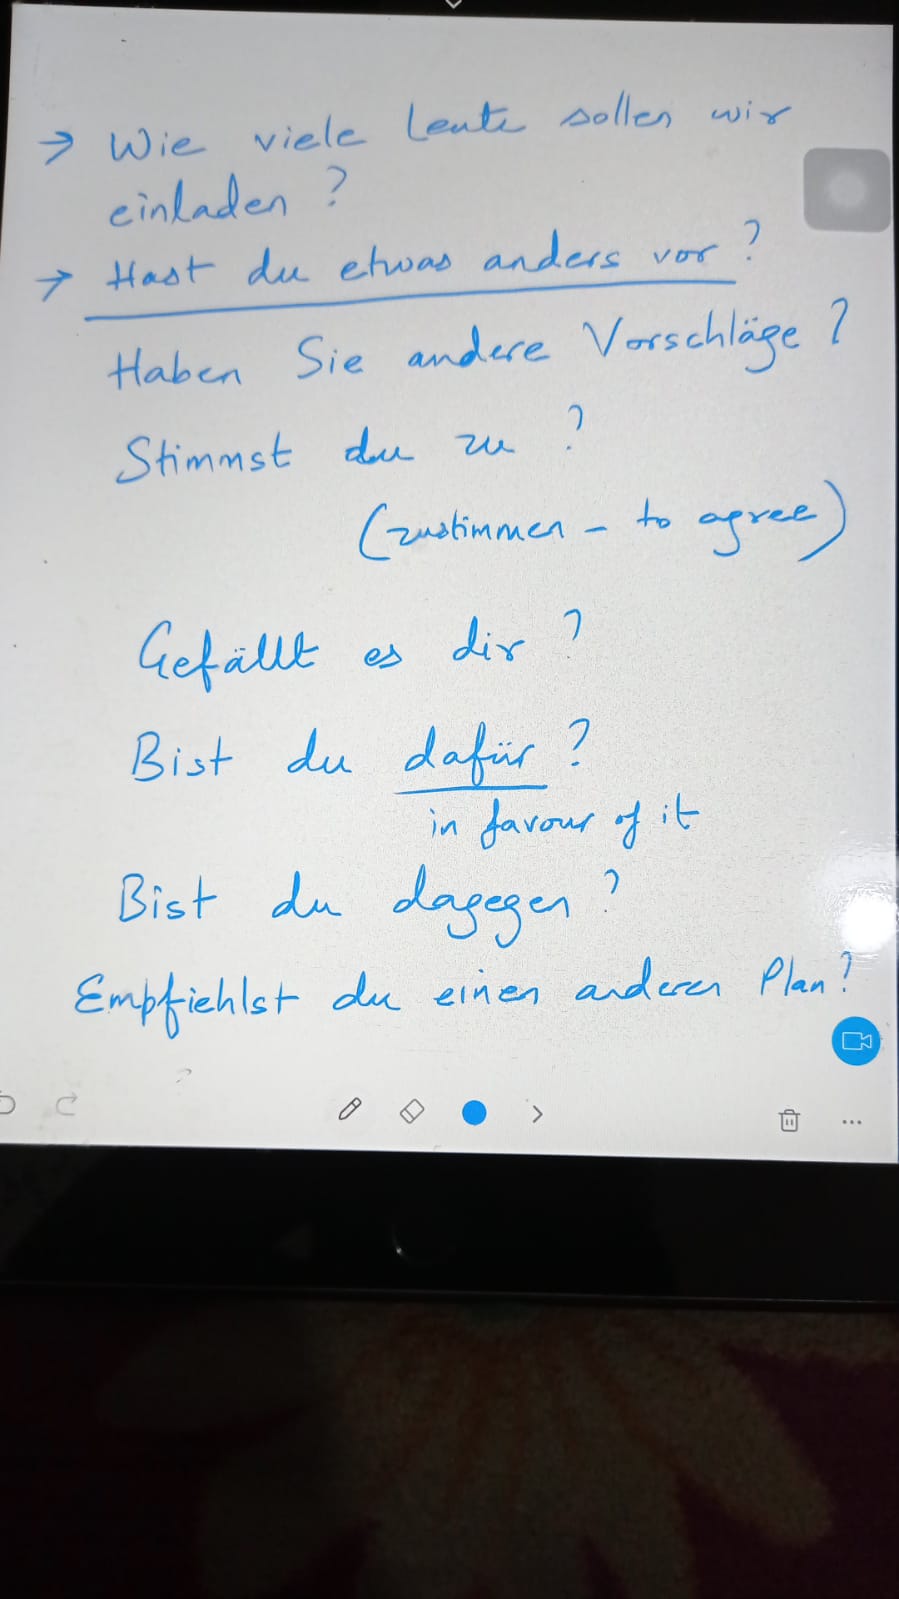 → Wie viele Leute sollen wir
einladen ?
→ Hast du etwas anders vor ?
Haben Sie andere Vorschläge ?
Stimmst du zu ?
(zustimmen - to agree)
Gefällt es dir ?
Bist du dafür ?
in favour of it
Bist du dagegen ?
Empfiehlst du einen anderen Plan ?